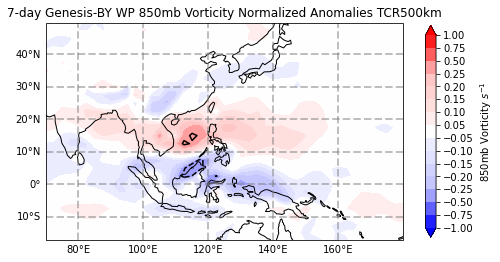 7-day Genesis-BY WP 850mb Vorticity Normalized Anomalies TCR500km
40°N
30°N
20°N
10°N
0°
10°S
80°E 100°E 120°E 140°E 160°E
1.00
0.75
0.50
0.25
0.20
0.15
0.10
0.05
−0.05
−0.10
−0.15
−0.20
−0.25
−0.50
−0.75
−1.00
850mb Vorticity s⁻¹